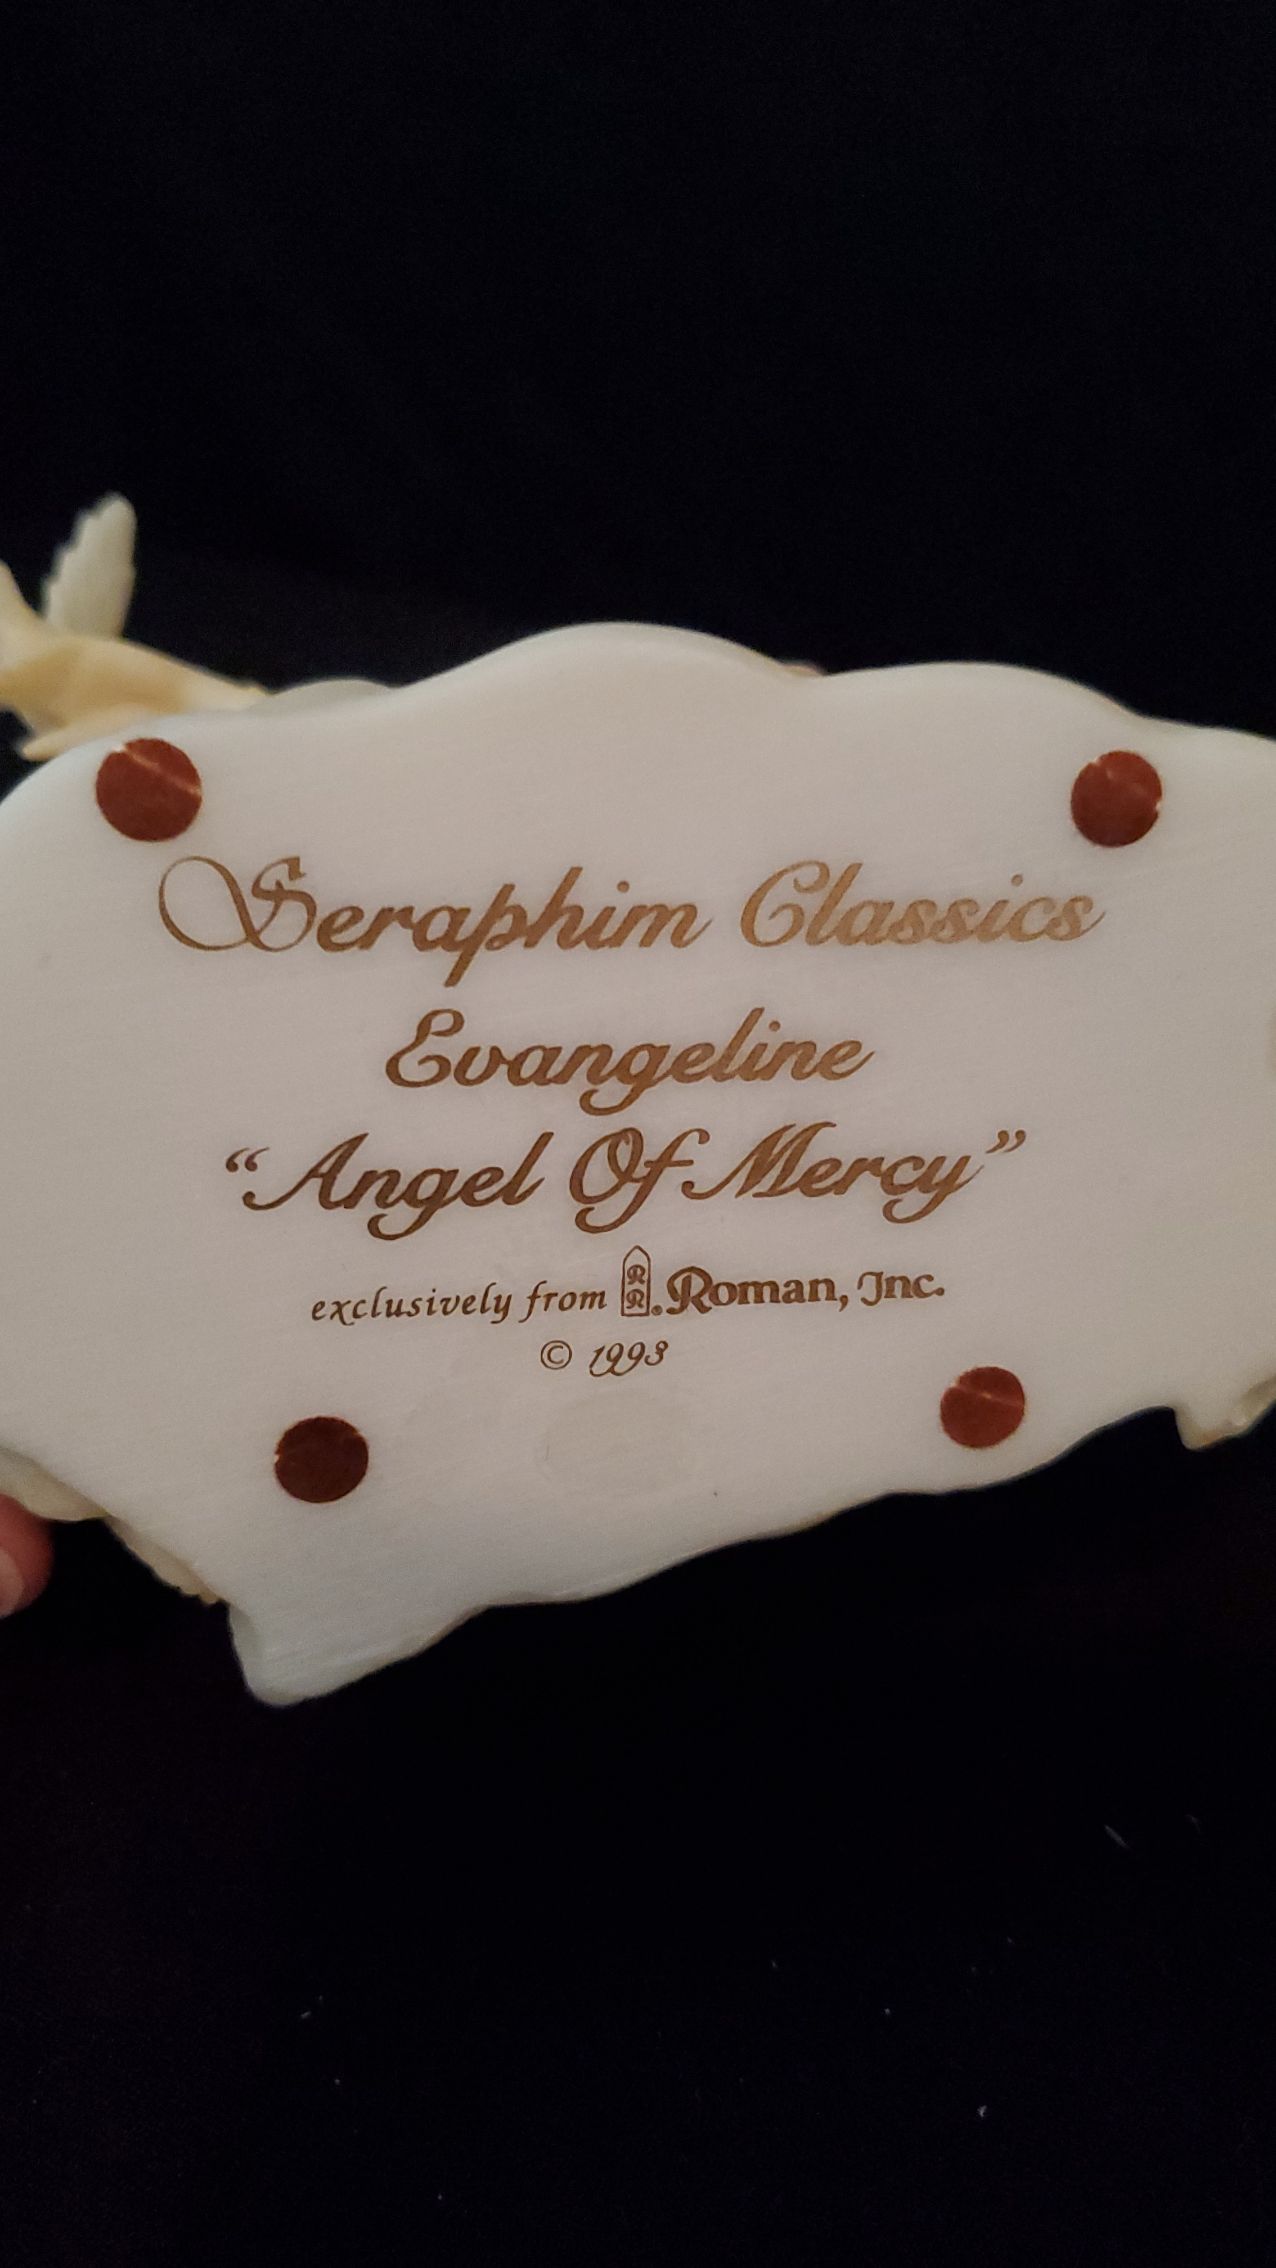 Seraphim Classics
Evangeline
“Angel Of Mercy”
exclusively from R R. Roman, Inc.
© 1993